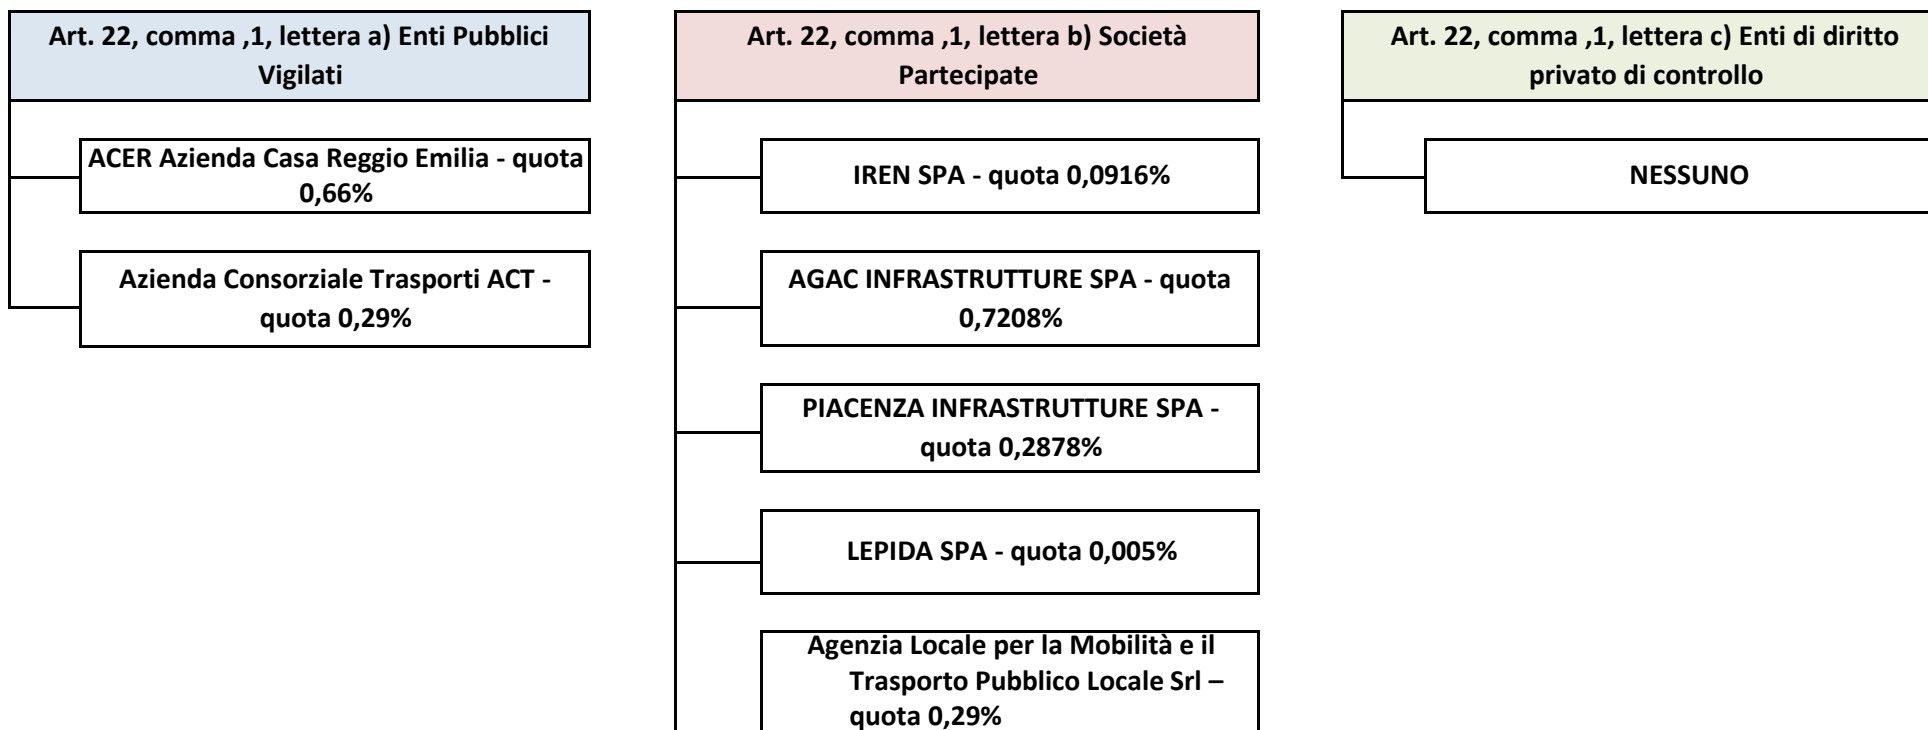 Art. 22, comma ,1, lettera a) Enti Pubblici
Vigilati
ACER Azienda Casa Reggio Emilia - quota
0,66%
Azienda Consorziale Trasporti ACT -
quota 0,29%
Art. 22, comma ,1, lettera b) Società
Partecipate
IREN SPA - quota 0,0916%
AGAC INFRASTRUTTURE SPA - quota
0,7208%
PIACENZA INFRASTRUTTURE SPA -
quota 0,2878%
LEPIDA SPA - quota 0,005%
Agenzia Locale per la Mobilità e il
Trasporto Pubblico Locale Srl –
quota 0,29%
Art. 22, comma ,1, lettera c) Enti di diritto
privato di controllo
NESSUNO